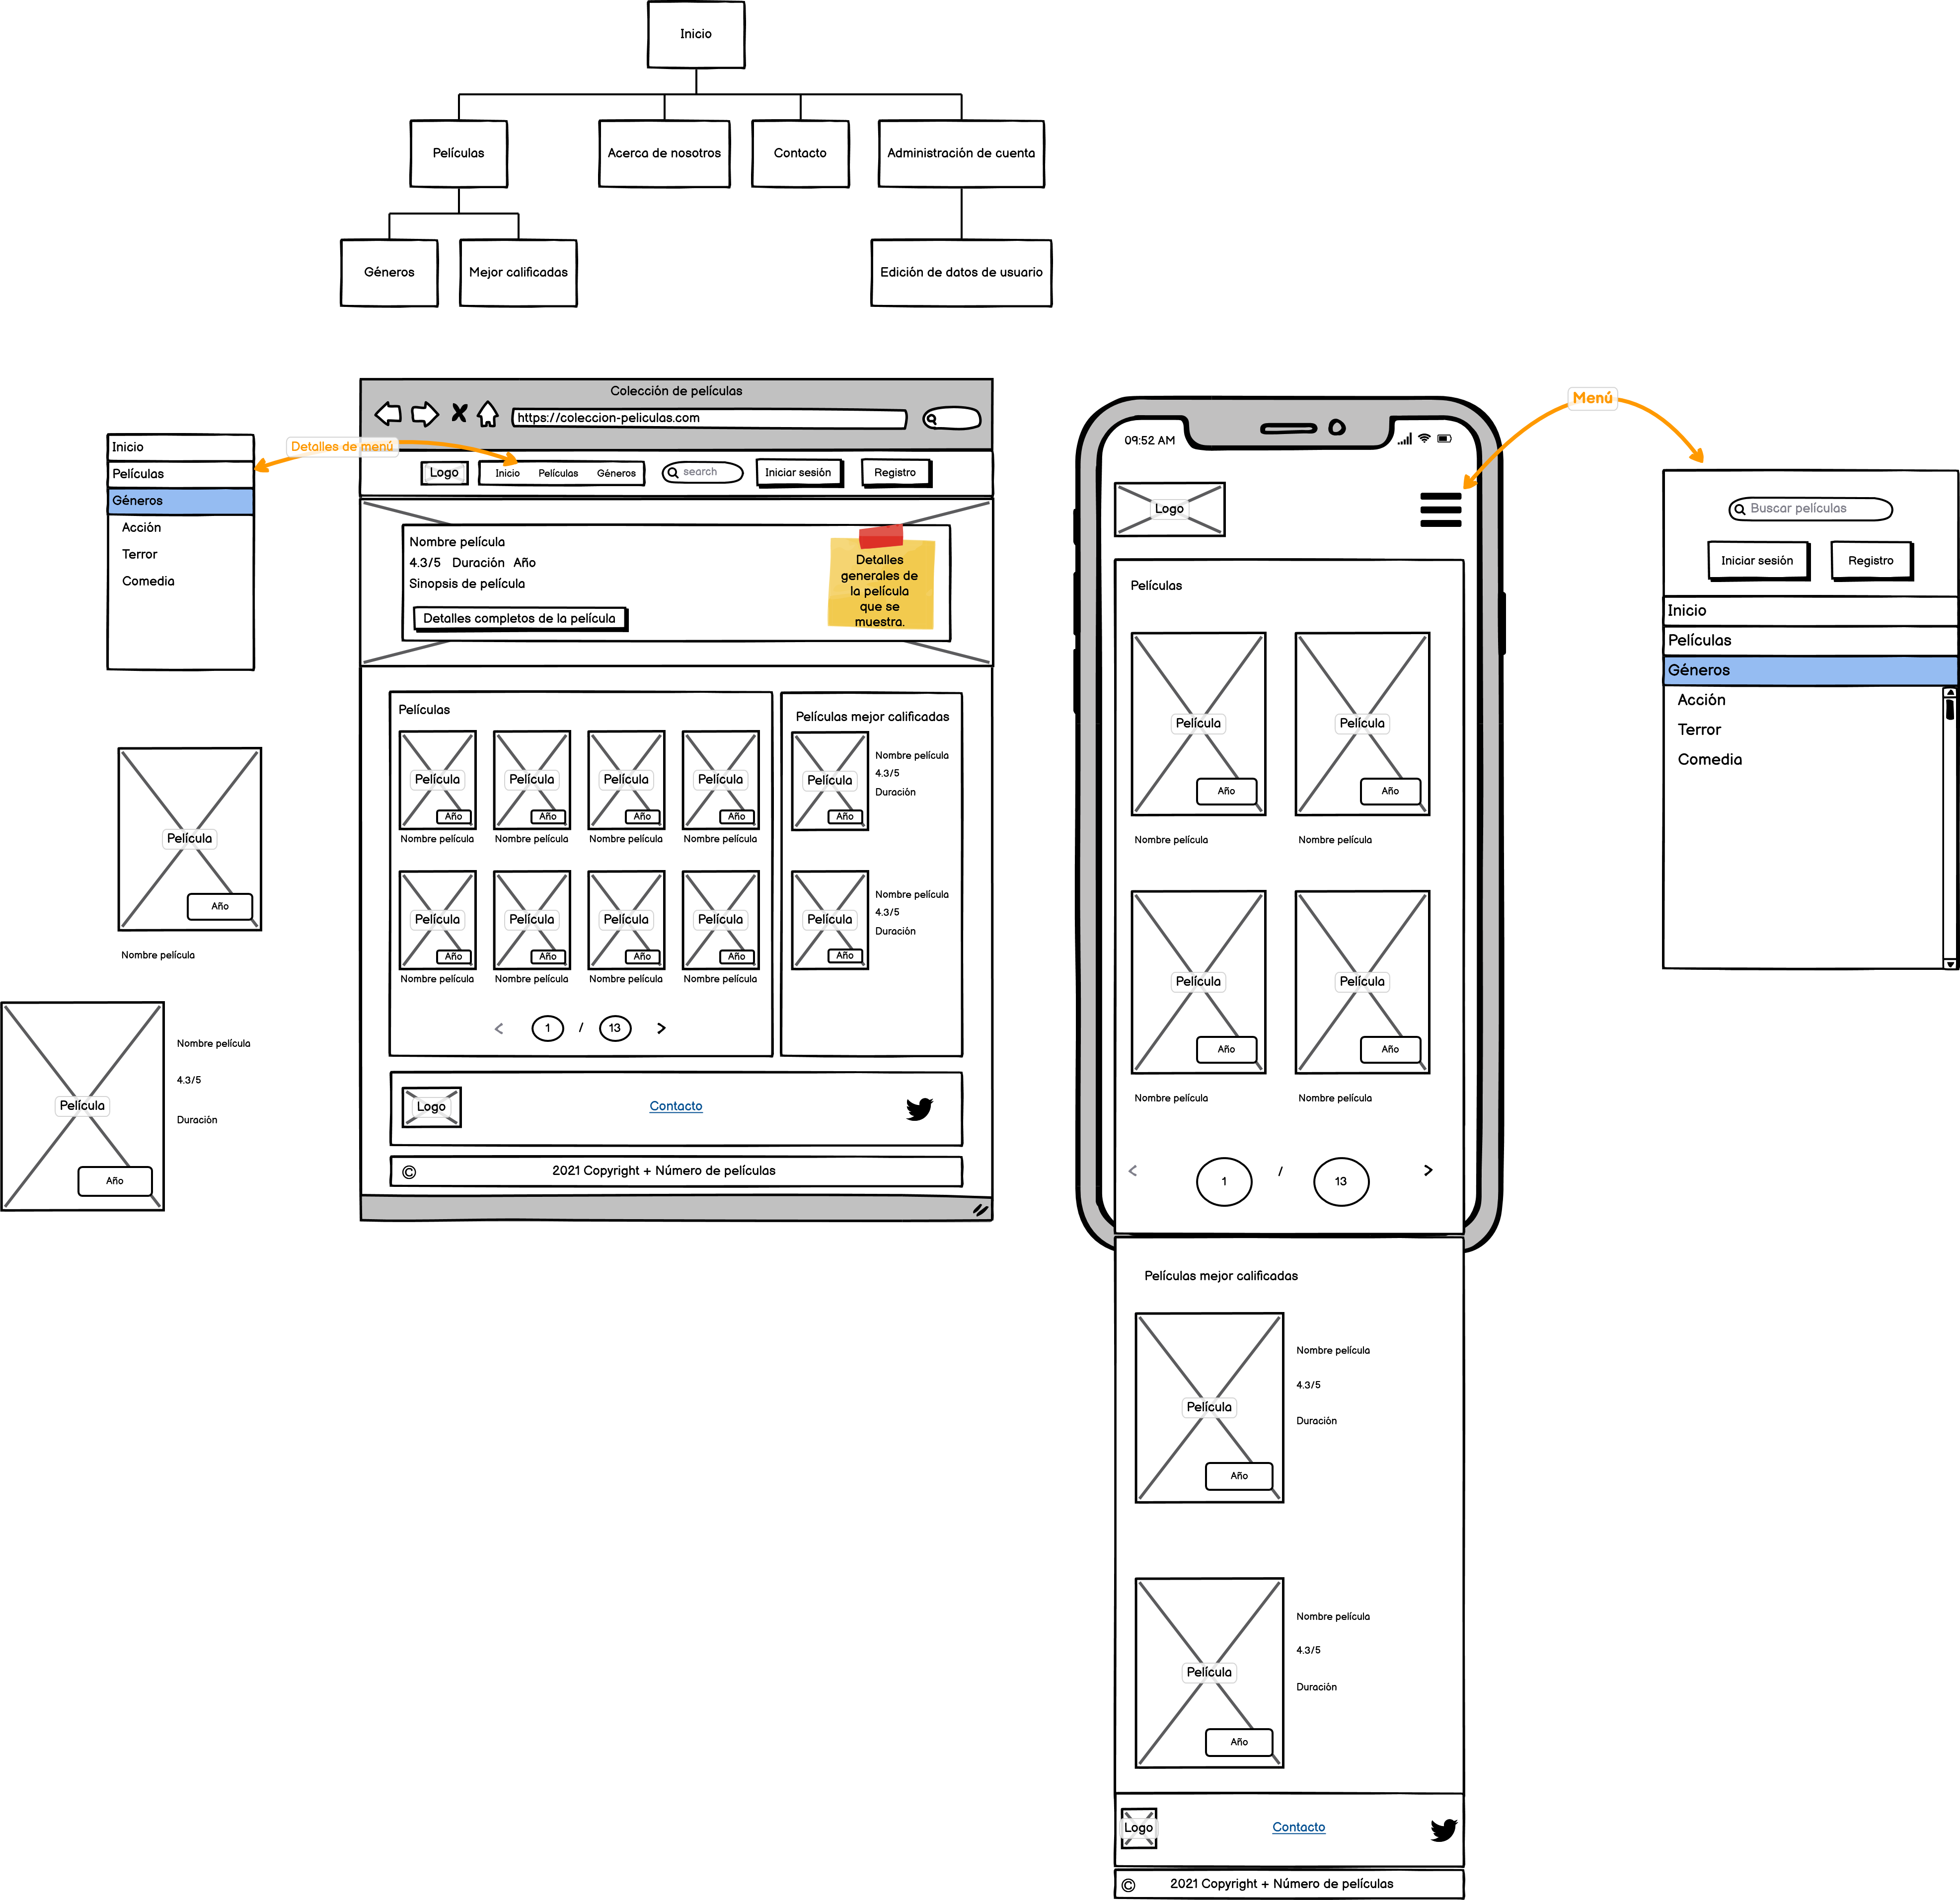 Inicio
Películas
Acerca de nosotros
Contacto
Administración de cuenta
Géneros
Mejor calificadas
Edición de datos de usuario
Inicio
Películas
Géneros
Acción
Terror
Comedia
Detalles de menú
Película
Año
Nombre película
Película
Año
Nombre película
4.3/5
Duración
Colección de películas
https://coleccion-peliculas.com
Logo
Inicio Películas Géneros
search
Iniciar sesión
Registro
Nombre película
4.3/5 Duración Año
Sinopsis de película
Detalles completos de la película
Detalles
generales de
la película
que se
muestra.
Películas
Película Película Película Película
Año Año Año Año
Nombre película Nombre película Nombre película Nombre película
Película Película Película Película
Año Año Año Año
Nombre película Nombre película Nombre película Nombre película
< 1 / 13 >
Películas mejor calificadas
Película
Año
Nombre película
4.3/5
Duración
Película
Año
Nombre película
4.3/5
Duración
Logo
Contacto
© 2021 Copyright + Número de películas
09:52 AM
Logo
Películas
Película Película
Año Año
Nombre película Nombre película
Película Película
Año Año
Nombre película Nombre película
< 1 / 13 >
Películas mejor calificadas
Película
Año
Nombre película
4.3/5
Duración
Película
Año
Nombre película
4.3/5
Duración
Logo
Contacto
© 2021 Copyright + Número de películas
Menú
Buscar películas
Iniciar sesión
Registro
Inicio
Películas
Géneros
Acción
Terror
Comedia